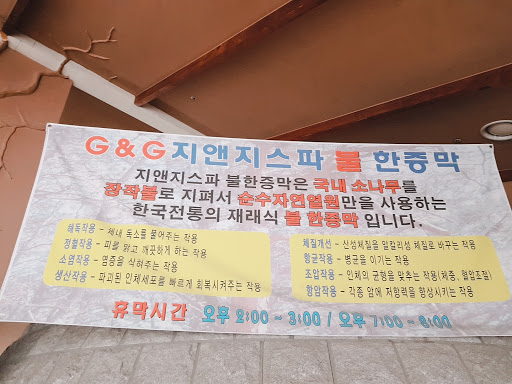 G&G 지앤지스파 불 한증막
지앤지스파 불한증막은 국내 소나무를
장작불로 지펴서 순수자연열원만을 사용하는
한국전통의 재래식 불 한증막 입니다.
해독작용 - 체내 독소를 풀어주는 작용
정혈작용 - 피를 맑고 깨끗하게 하는 작용
소염작용 - 염증을 삭혀주는 작용
생산작용 - 파괴된 인체세포를 빠르게 회복시켜주는 작용
체질개선 - 산성체질을 알칼리성 체질로 바꾸는 작용
항균작용 - 병균을 이기는 작용
조압작용 - 인체의 균형을 맞추는 작용(체중, 혈압조절)
항암작용 - 각종 암에 저항력을 향상시키는 작용
휴막시간 오후 2:00 ~ 3:00 / 오후 7:00 ~ 8:00